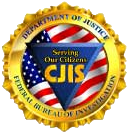 DEPARTMENT OF JUSTICE
Serving
Our Citizens
CJIS
FEDERAL BUREAU OF INVESTIGATION